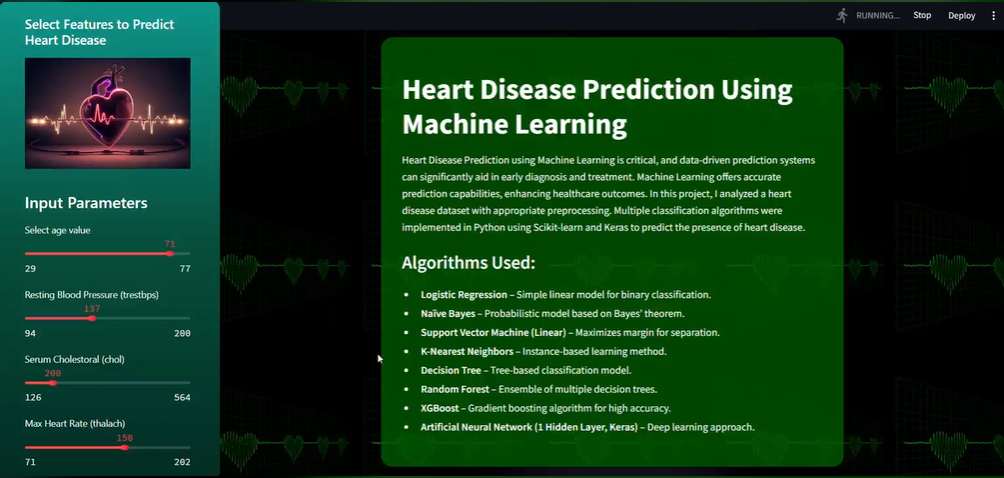 Select Features to Predict
Heart Disease
Input Parameters
Select age value
71
29 77
Resting Blood Pressure (trestbps)
137
94 200
Serum Cholestoral (chol)
200
126 564
Max Heart Rate (thalach)
150
71 202
RUNNING... Stop Deploy
Heart Disease Prediction Using
Machine Learning
Heart Disease Prediction using Machine Learning is critical, and data-driven prediction systems
can significantly aid in early diagnosis and treatment. Machine Learning offers accurate
prediction capabilities, enhancing healthcare outcomes. In this project, I analyzed a heart
disease dataset with appropriate preprocessing. Multiple classification algorithms were
implemented in Python using Scikit-learn and Keras to predict the presence of heart disease.
Algorithms Used:
• Logistic Regression – Simple linear model for binary classification.
• Naïve Bayes – Probabilistic model based on Bayes' theorem.
• Support Vector Machine (Linear) – Maximizes margin for separation.
• K-Nearest Neighbors – Instance-based learning method.
• Decision Tree – Tree-based classification model.
• Random Forest – Ensemble of multiple decision trees.
• XGBoost – Gradient boosting algorithm for high accuracy.
• Artificial Neural Network (1 Hidden Layer, Keras) – Deep learning approach.